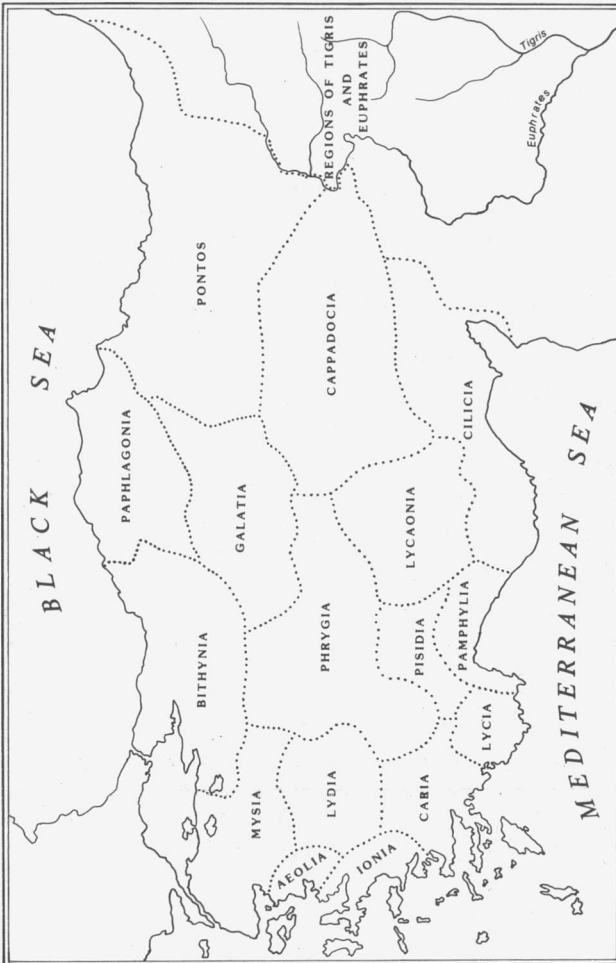 BLACK SEA
PAPHLAGONIA
PONTOS
BITHYNIA
GALATIA
REGIONS OF TIGRIS
AND
EUPHRATES
Tigris
Euphrates
MYSIA
AEOLIA
LYDIA
PHRYGIA
CAPPADOCIA
IONIA
CARIA
PISIDIA
LYCAONIA
LYCIA
PAMPHYLIA
CILICIA
MEDITERRANEAN SEA